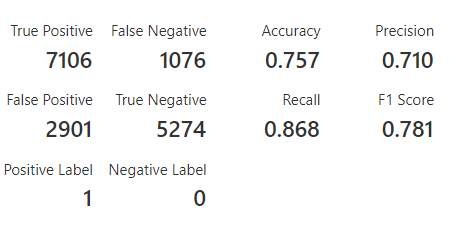 True Positive False Negative Accuracy Precision
7106 1076 0.757 0.710
False Positive True Negative Recall F1 Score
2901 5274 0.868 0.781
Positive Label Negative Label
1 0